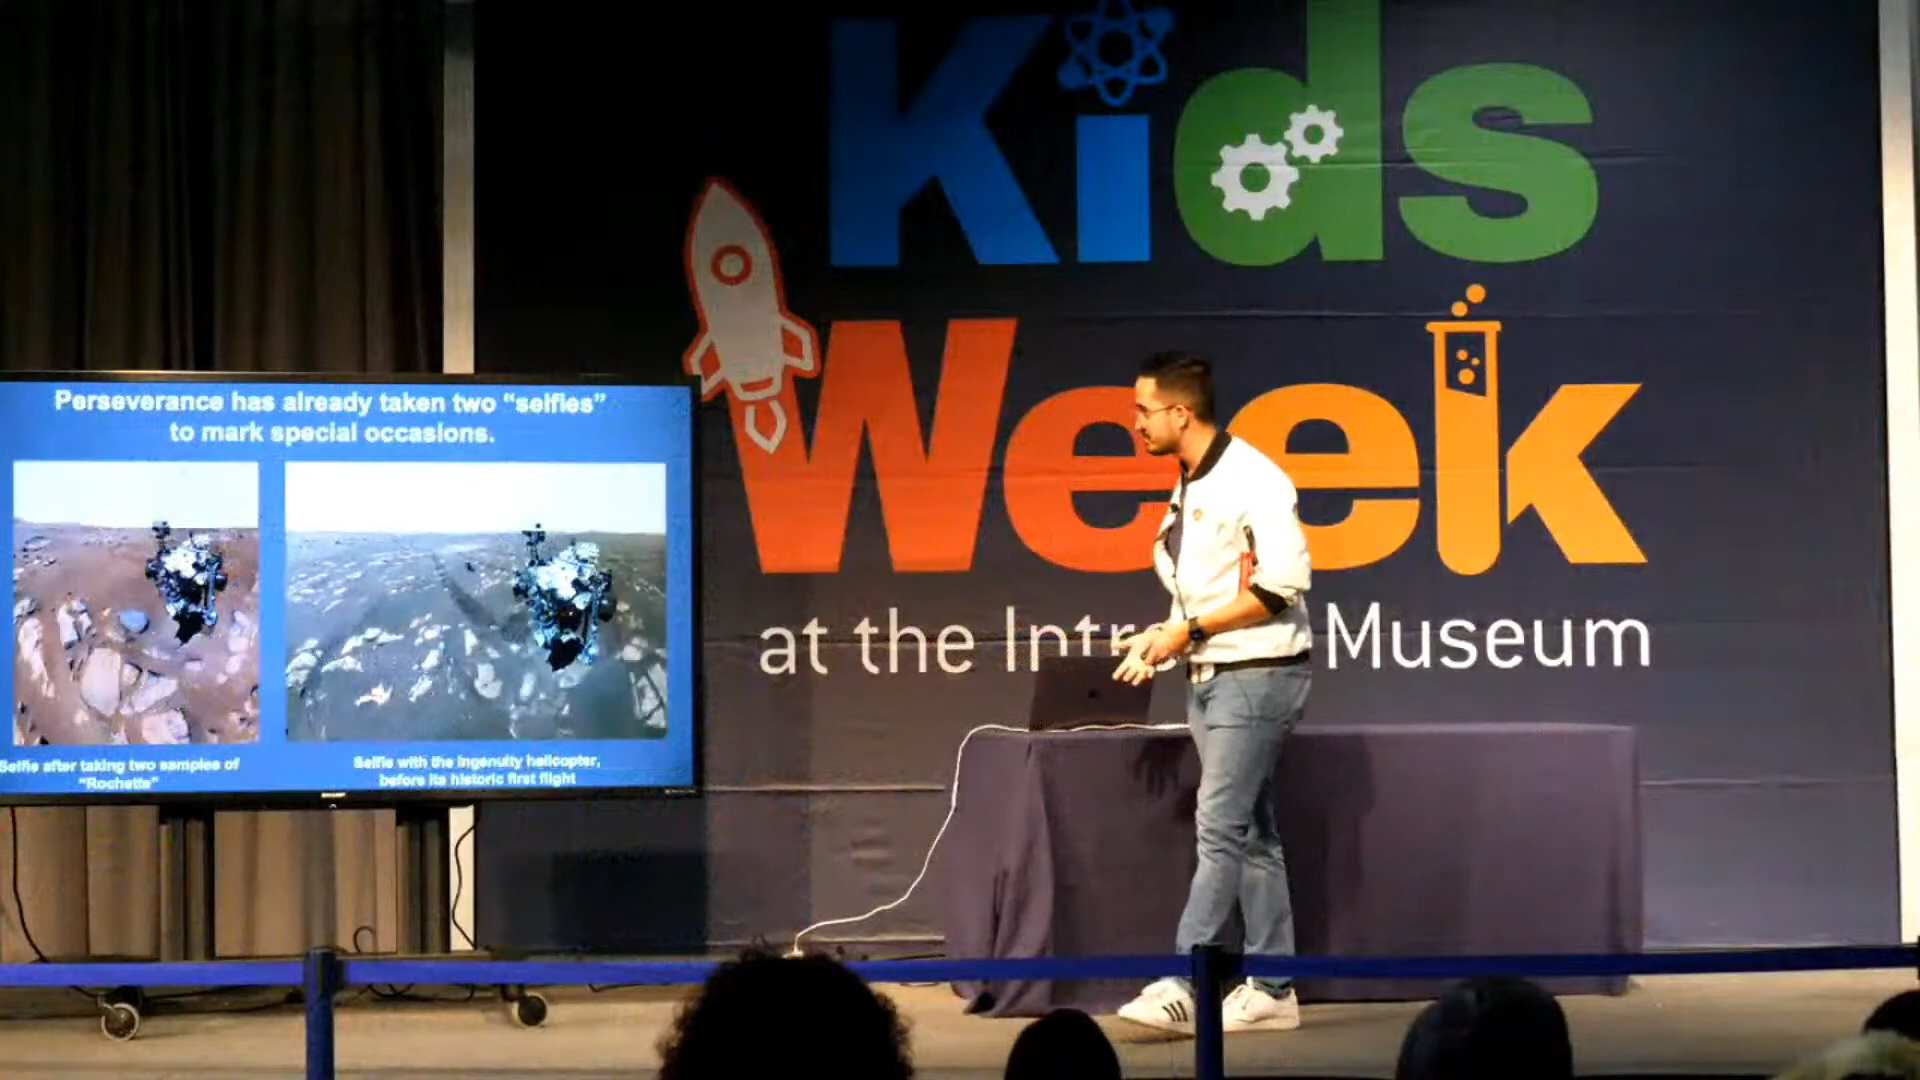 Kids
Week
at the Intre Museum
Perseverance has already taken two “selfies”
to mark special occasions.
Selfie after taking two samples of
"Rochette"
Selfie with the Ingenuity helicopter,
before its historic first flight